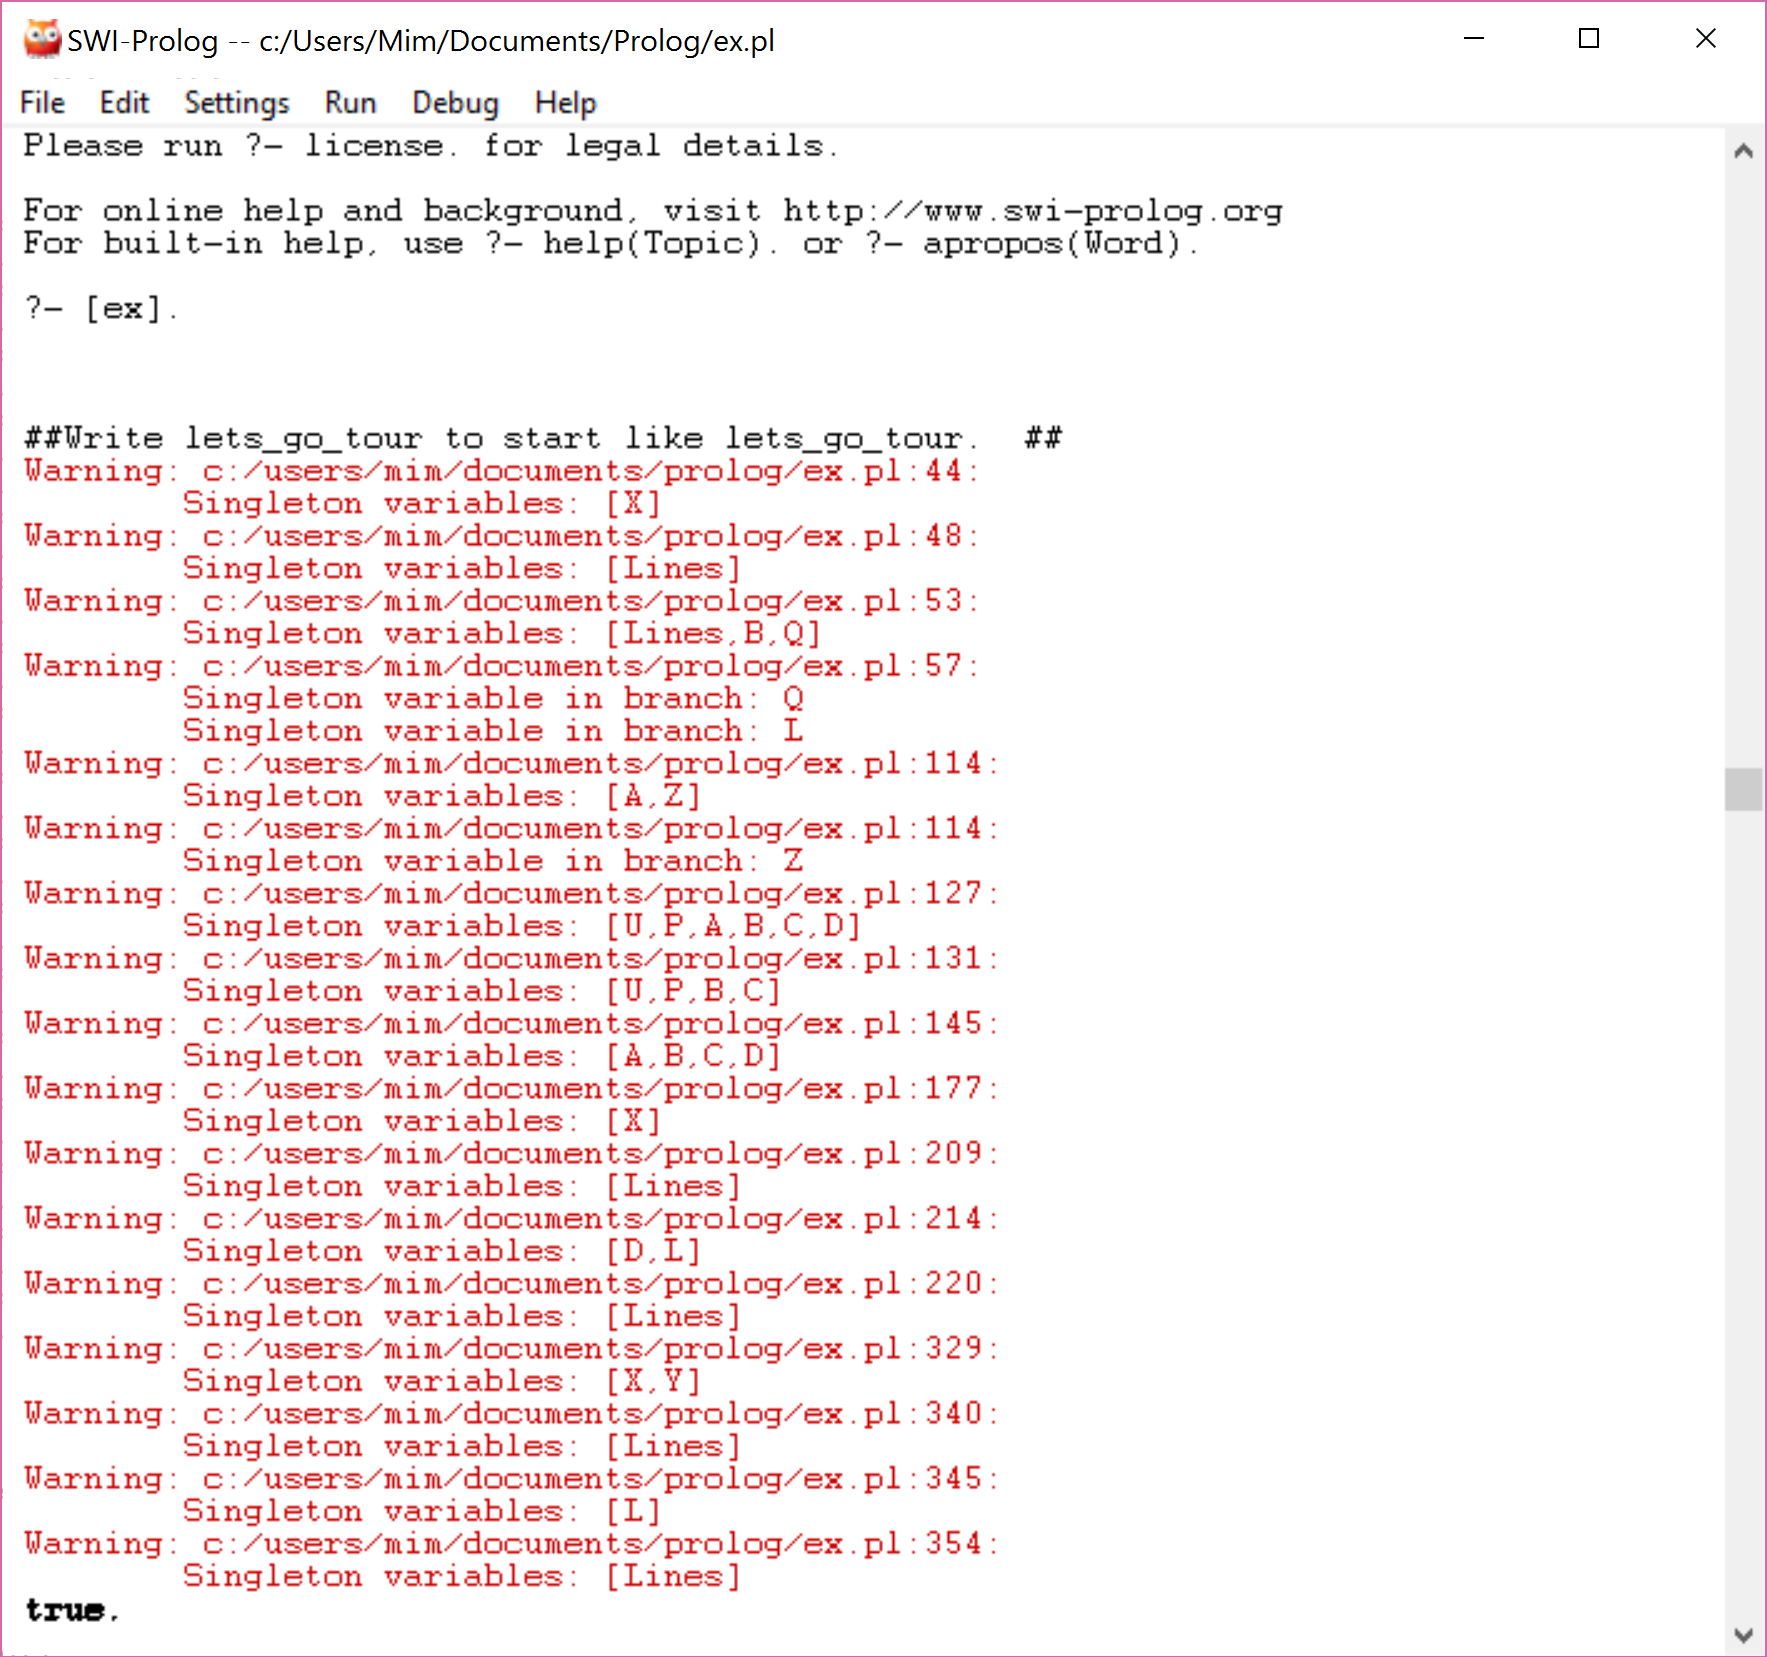 SWI-Prolog -- c:/Users/Mim/Documents/Prolog/ex.pl
File Edit Settings Run Debug Help
Please run ?- license. for legal details.
For online help and background, visit http://www.swi-prolog.org
For built-in help, use ?- help(Topic). or ?- apropos(Word).
?- [ex].
##Write lets_go_tour to start like lets_go_tour.  ##
Warning: c:/users/mim/documents/prolog/ex.pl:44:
Singleton variables: [X]
Warning: c:/users/mim/documents/prolog/ex.pl:48:
Singleton variables: [Lines]
Warning: c:/users/mim/documents/prolog/ex.pl:53:
Singleton variables: [Lines,B,Q]
Warning: c:/users/mim/documents/prolog/ex.pl:57:
Singleton variable in branch: Q
Singleton variable in branch: L
Warning: c:/users/mim/documents/prolog/ex.pl:114:
Singleton variables: [A,Z]
Warning: c:/users/mim/documents/prolog/ex.pl:114:
Singleton variable in branch: Z
Warning: c:/users/mim/documents/prolog/ex.pl:127:
Singleton variables: [U,P,A,B,C,D]
Warning: c:/users/mim/documents/prolog/ex.pl:131:
Singleton variables: [U,P,B,C]
Warning: c:/users/mim/documents/prolog/ex.pl:145:
Singleton variables: [A,B,C,D]
Warning: c:/users/mim/documents/prolog/ex.pl:177:
Singleton variables: [X]
Warning: c:/users/mim/documents/prolog/ex.pl:209:
Singleton variables: [Lines]
Warning: c:/users/mim/documents/prolog/ex.pl:214:
Singleton variables: [D,L]
Warning: c:/users/mim/documents/prolog/ex.pl:220:
Singleton variables: [Lines]
Warning: c:/users/mim/documents/prolog/ex.pl:329:
Singleton variables: [X,Y]
Warning: c:/users/mim/documents/prolog/ex.pl:340:
Singleton variables: [Lines]
Warning: c:/users/mim/documents/prolog/ex.pl:345:
Singleton variables: [L]
Warning: c:/users/mim/documents/prolog/ex.pl:354:
Singleton variables: [Lines]
true.